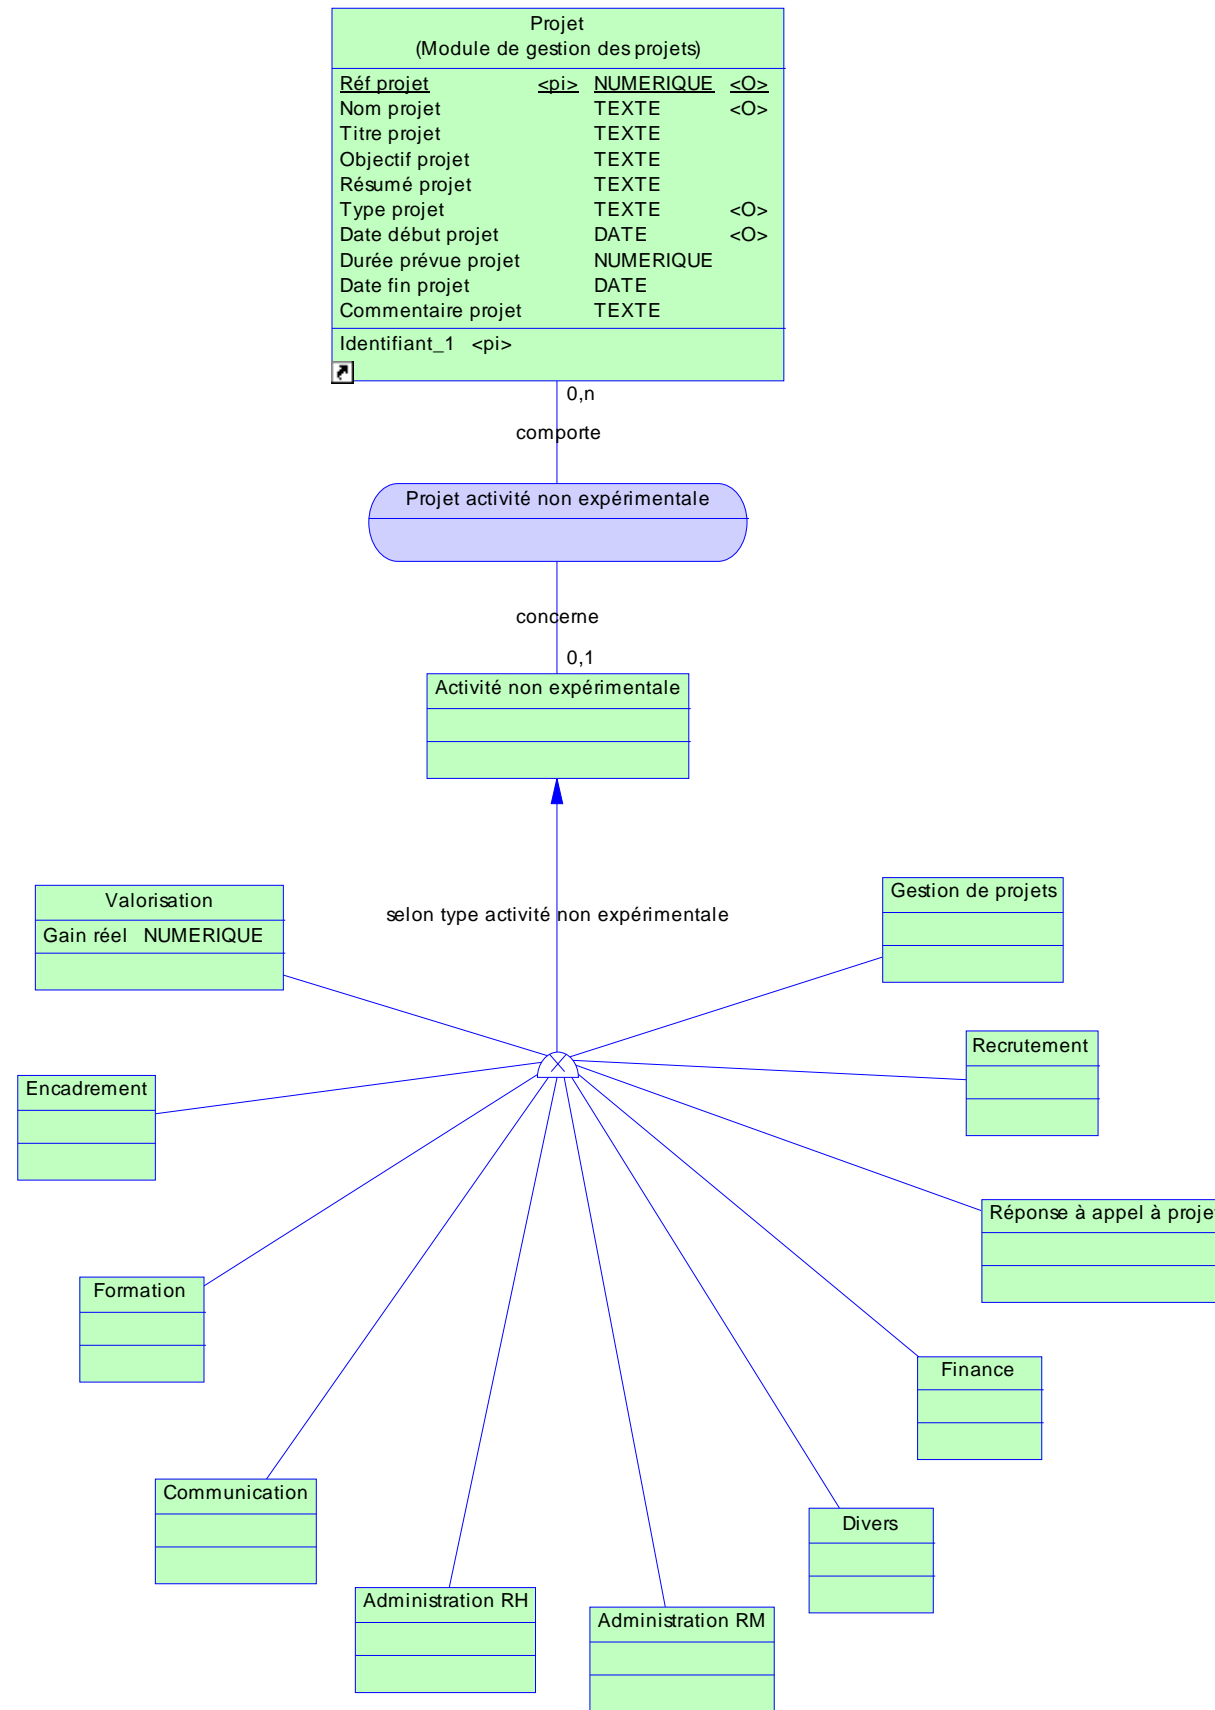 Projet
(Module de gestion des projets)
Réf projet <pi> NUMERIQUE <O>
Nom projet TEXTE <O>
Titre projet TEXTE
Objectif projet TEXTE
Résumé projet TEXTE
Type projet TEXTE <O>
Date début projet DATE <O>
Durée prévue projet NUMERIQUE
Date fin projet DATE
Commentaire projet TEXTE
Identifiant_1 <pi>
0,n
comporte
Projet activité non expérimentale
concerne
0,1
Activité non expérimentale
selon type activité non expérimentale
Valorisation
Gain réel NUMERIQUE
Gestion de projets
Recrutement
Encadrement
Réponse à appel à proje
Formation
Finance
Communication
Divers
Administration RH
Administration RM